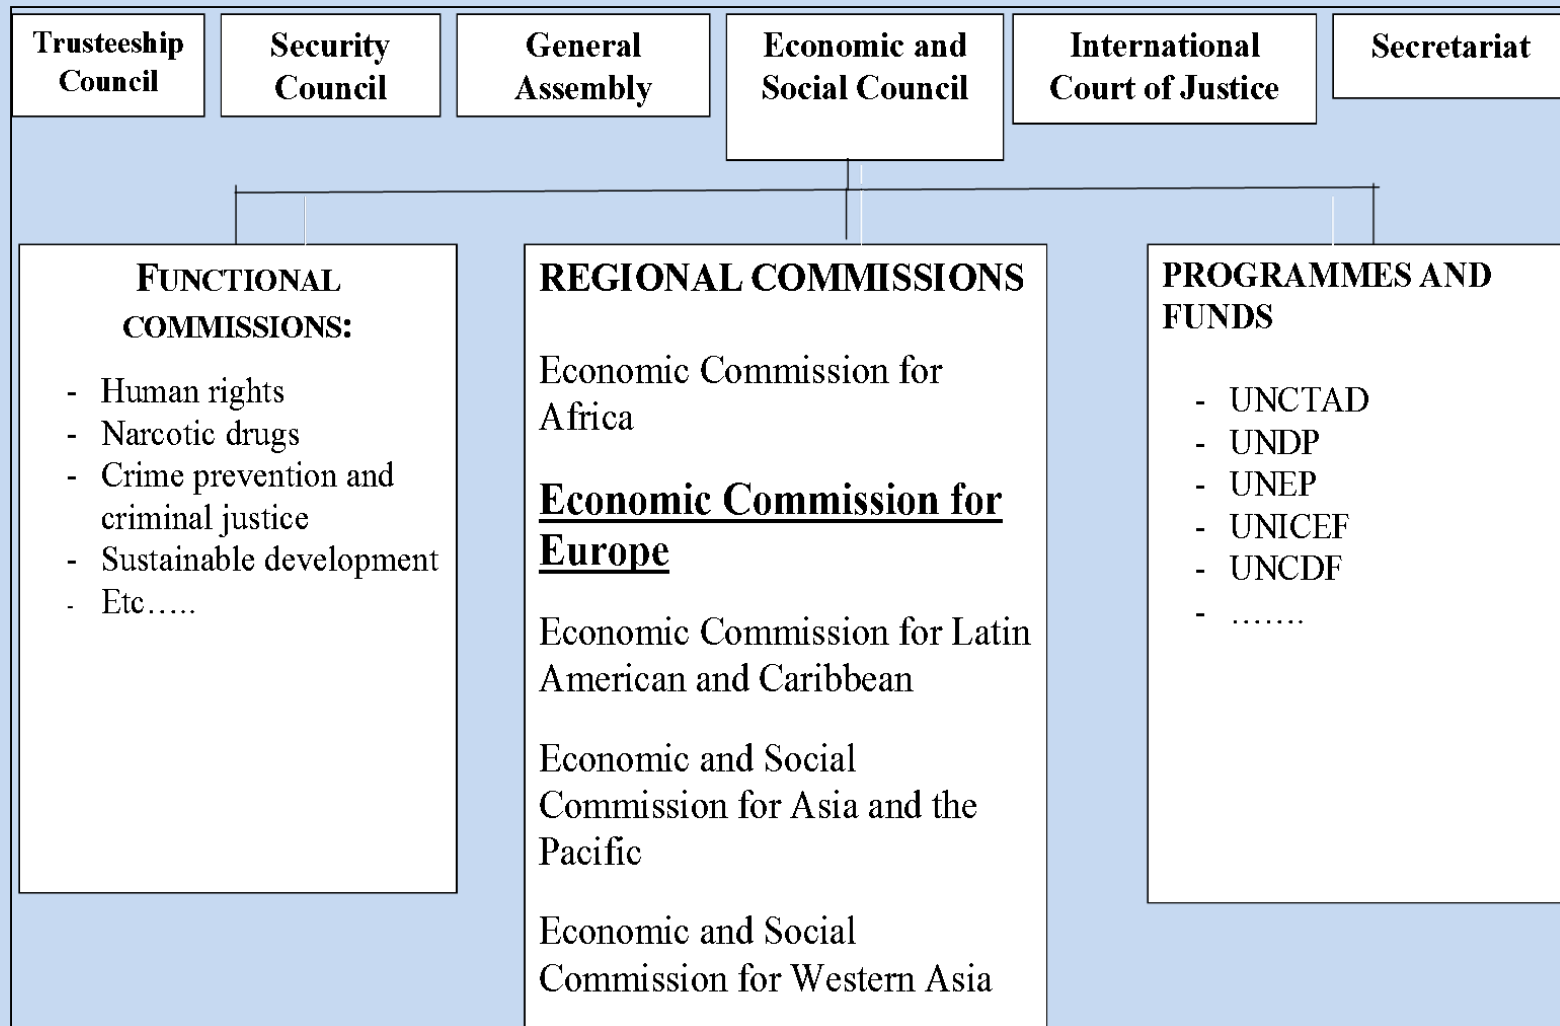 Trusteeship
Council
Security
Council
General
Assembly
Economic and
Social Council
International
Court of Justice
Secretariat
FUNCTIONAL
COMMISSIONS:
- Human rights
- Narcotic drugs
- Crime prevention and
criminal justice
- Sustainable development
- Etc…..
REGIONAL COMMISSIONS
Economic Commission for
Africa
Economic Commission for
Europe
Economic Commission for Latin
American and Caribbean
Economic and Social
Commission for Asia and the
Pacific
Economic and Social
Commission for Western Asia
PROGRAMMES AND
FUNDS
- UNCTAD
- UNDP
- UNEP
- UNICEF
- UNCDF
- …….